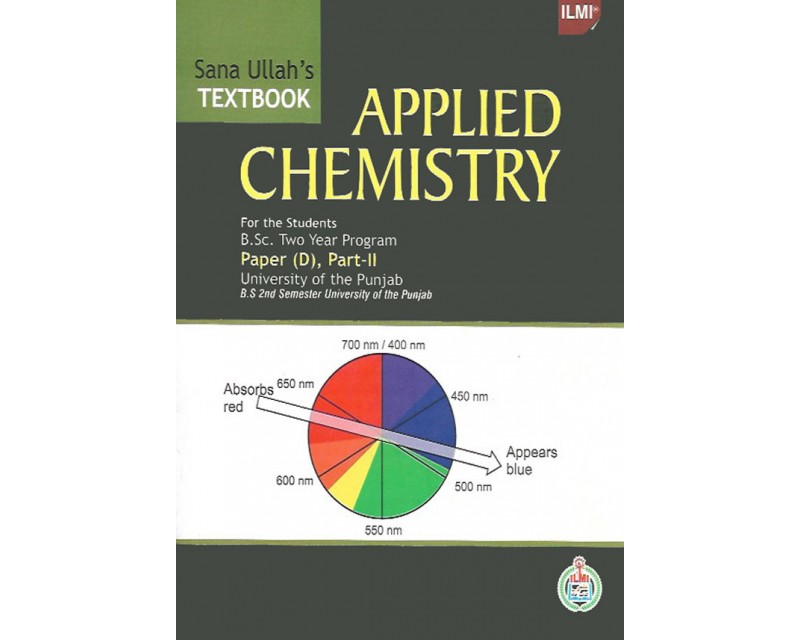 ILMI®
Sana Ullah's
TEXTBOOK
APPLIED
CHEMISTRY
For the Students
B.Sc. Two Year Program
Paper (D), Part-II
University of the Punjab
B.S 2nd Semester University of the Punjab
700 nm / 400 nm
Absorbs
red
650 nm
450 nm
Appears
blue
600 nm
500 nm
550 nm
ILMI